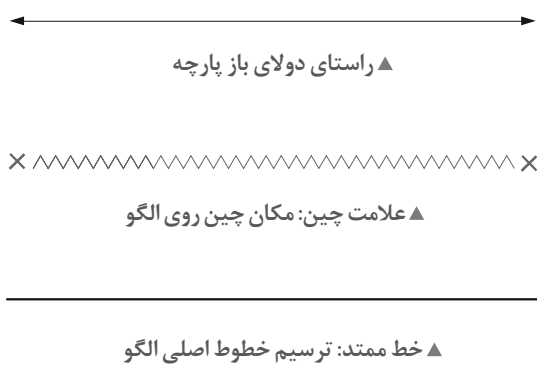 ▲راستای دولای باز پارچه
▲علامت چین: مکان چین روی الگو
▲خط ممتد: ترسیم خطوط اصلی الگو